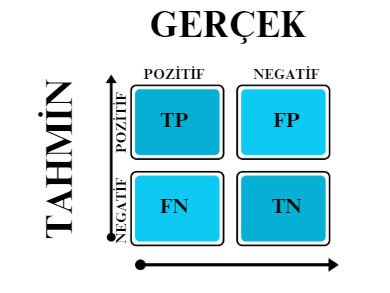 GERÇEK
POZİTİF NEGATİF
TAHMİN
POZİTİF
TP FP
NEGATİF
FN TN